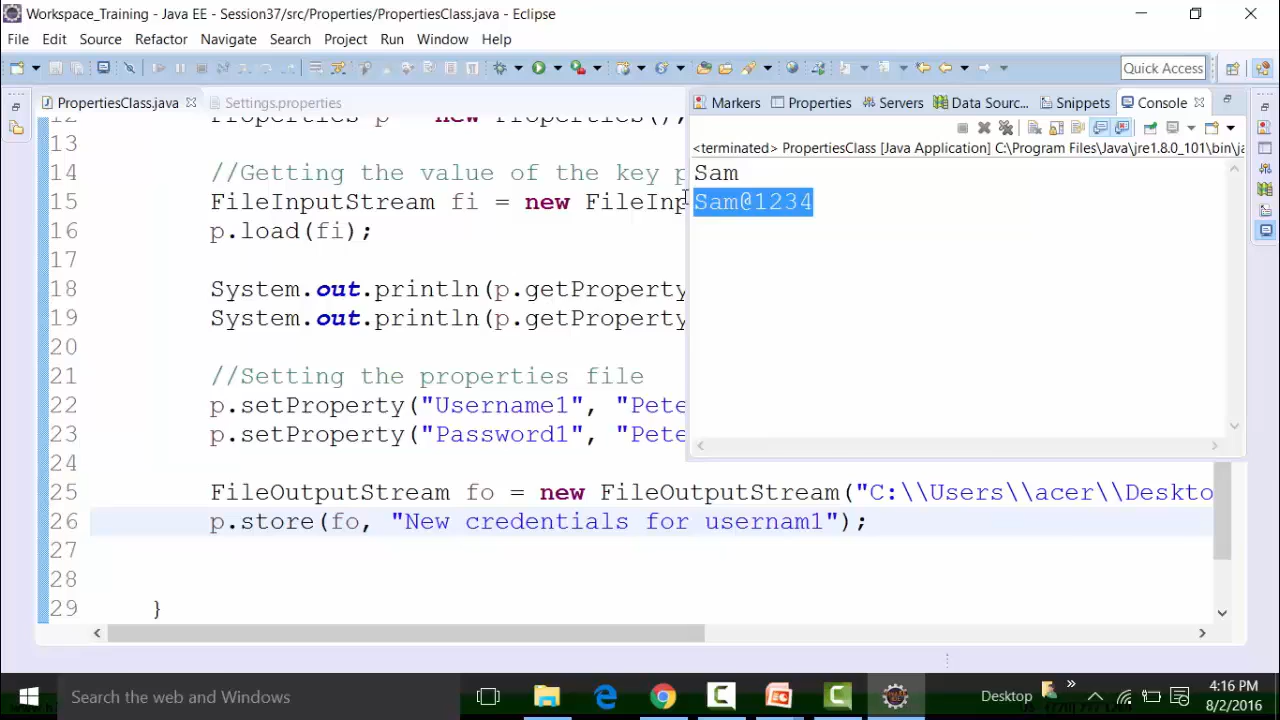 Workspace_Training - Java EE - Session37/src/Properties/PropertiesClass.java - Eclipse
File Edit Source Refactor Navigate Search Project Run Window Help
Quick Access
PropertiesClass.java Settings.properties
Markers Properties Servers Data Sourc... Snippets Console
<terminated> PropertiesClass [Java Application] C:\Program Files\Java\jre1.8.0_101\bin\ja
Sam
Sam@1234
12 Properties p = new Properties();
13
14 //Getting the value of the key p
15 FileInputStream fi = new FileInp
16 p.load(fi);
17
18 System.out.println(p.getProperty
19 System.out.println(p.getProperty
20
21 //Setting the properties file
22 p.setProperty("Username1", "Pete
23 p.setProperty("Password1", "Pete
24
25 FileOutputStream fo = new FileOutputStream("C:\\Users\\acer\\Deskto
26 p.store(fo, "New credentials for usernam1");
27
28
29 }
Search the web and Windows
Desktop
4:16 PM
8/2/2016